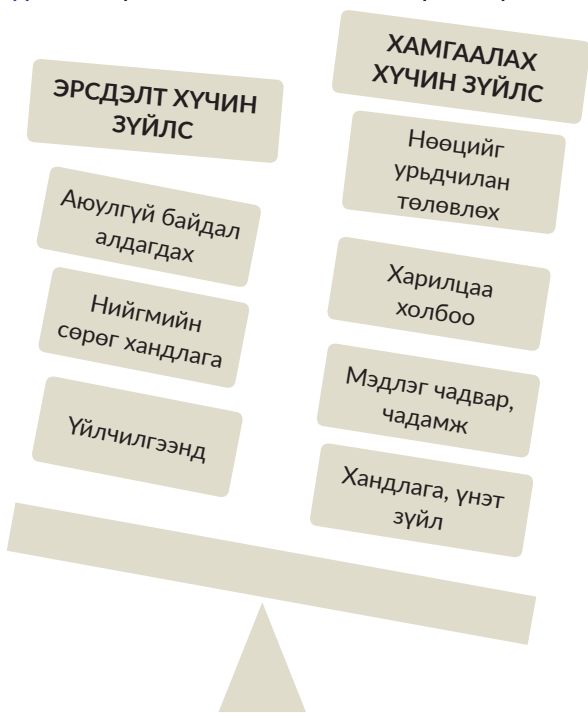 ЭРСДЭЛТ ХҮЧИН
ЗҮЙЛС
Аюулгүй байдал
алдагдах
Нийгмийн
сөрөг хандлага
Үйлчилгээнд
ХАМГААЛАХ
ХҮЧИН ЗҮЙЛС
Нөөцийг
урьдчилан
төлөвлөх
Харилцаа
холбоо
Мэдлэг чадвар,
чадамж
Хандлага, үнэт
зүйл